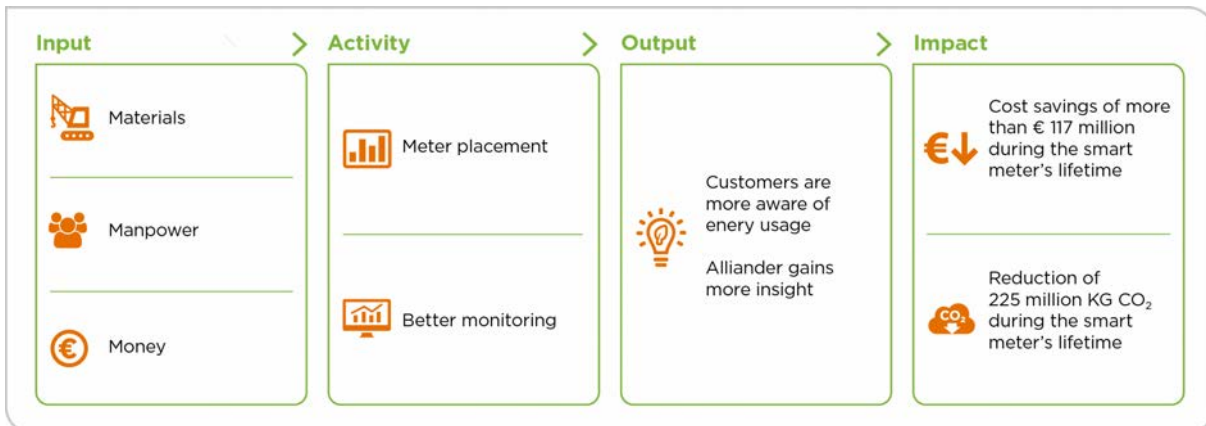 Input
Activity
Output
Impact
Materials
Manpower
Money
Meter placement
Better monitoring
Customers are
more aware of
enery usage
Alliander gains
more insight
Cost savings of more
than € 117 million
during the smart
meter's lifetime
Reduction of
225 million KG CO₂
during the smart
meter's lifetime
CO₂